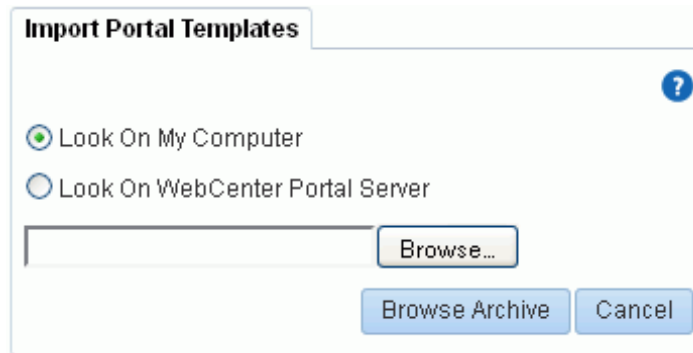 Import Portal Templates
?
Look On My Computer
Look On WebCenter Portal Server
Browse...
Browse Archive Cancel